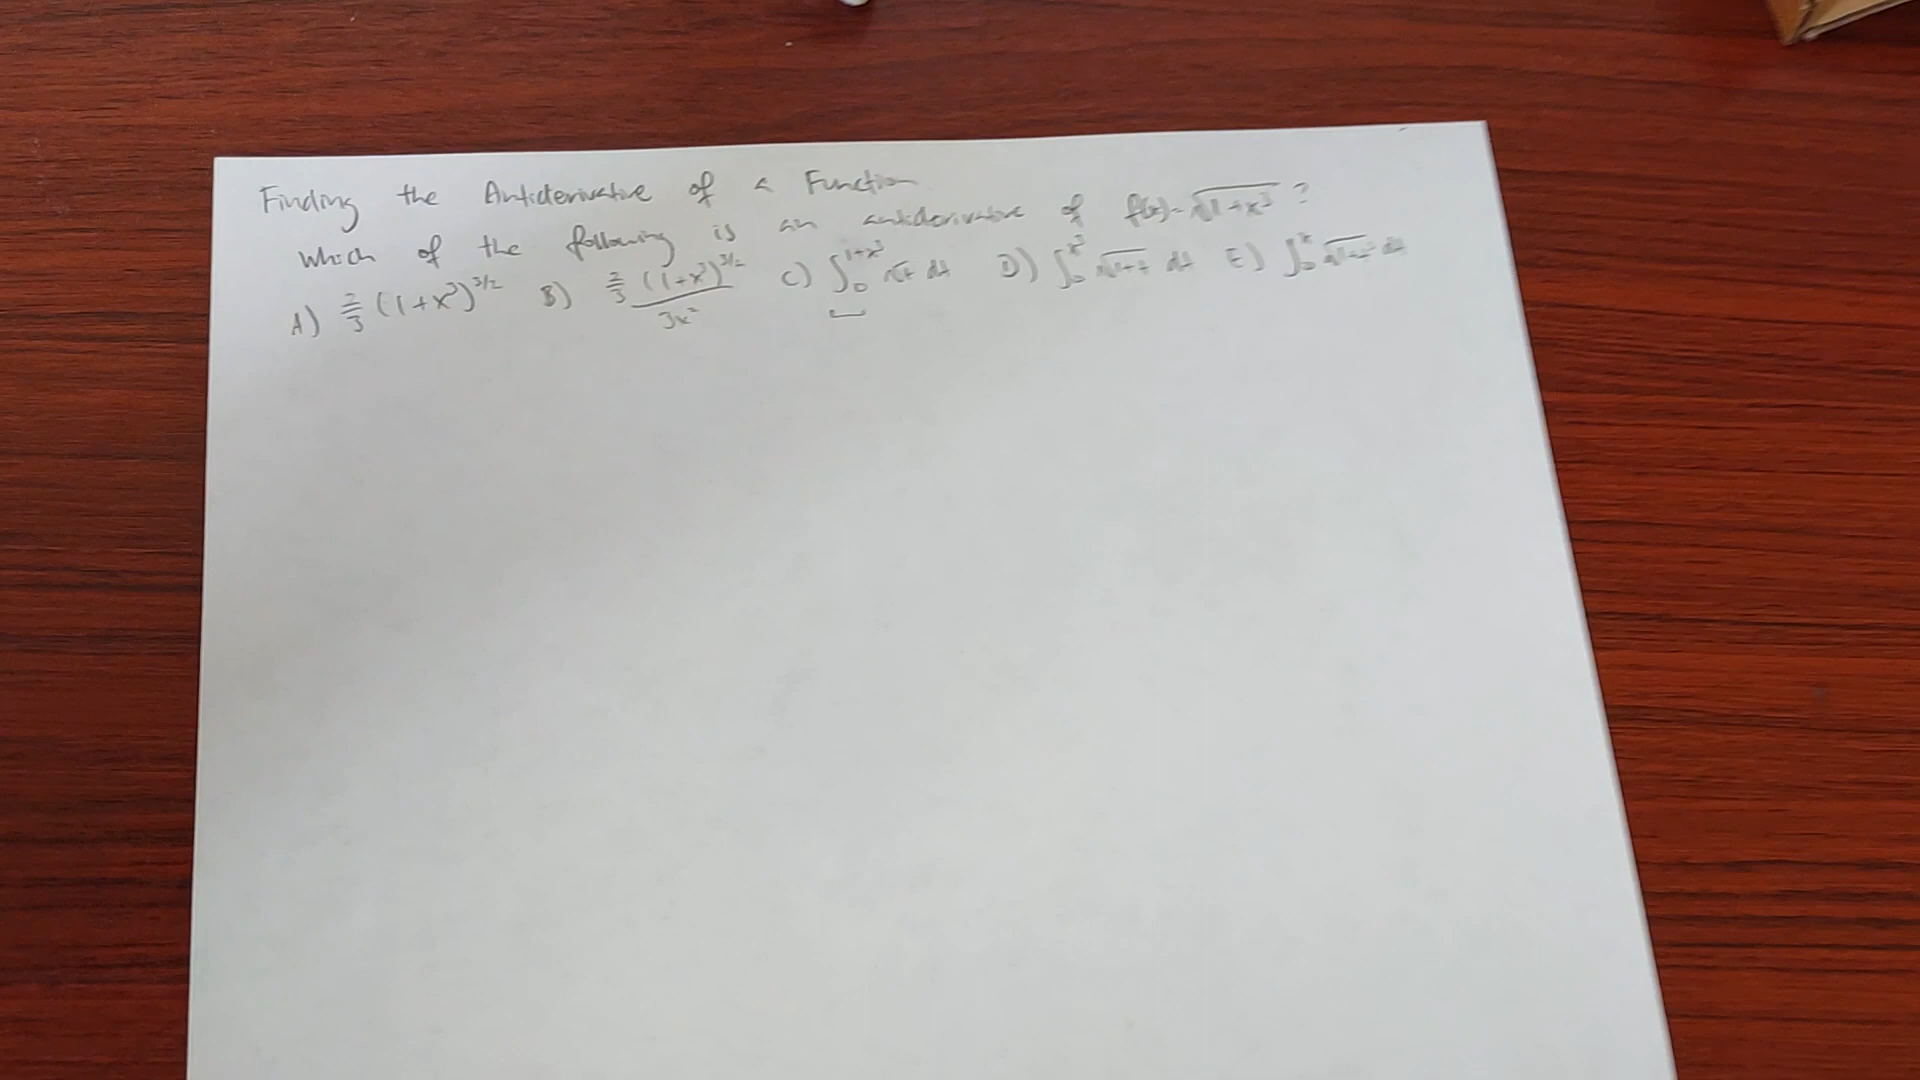 Finding the Antiderivative of a Function
Which of the following is an antiderivative of f(x)=√(1+x³)?
A) 2/3 (1+x³)^3/2 B) 2/3 (1+x³)^3/2 / 3x² C) ∫₀^1+x³ √t dt D) ∫₀^x³ √(1+t) dt E) ∫₀^x dt